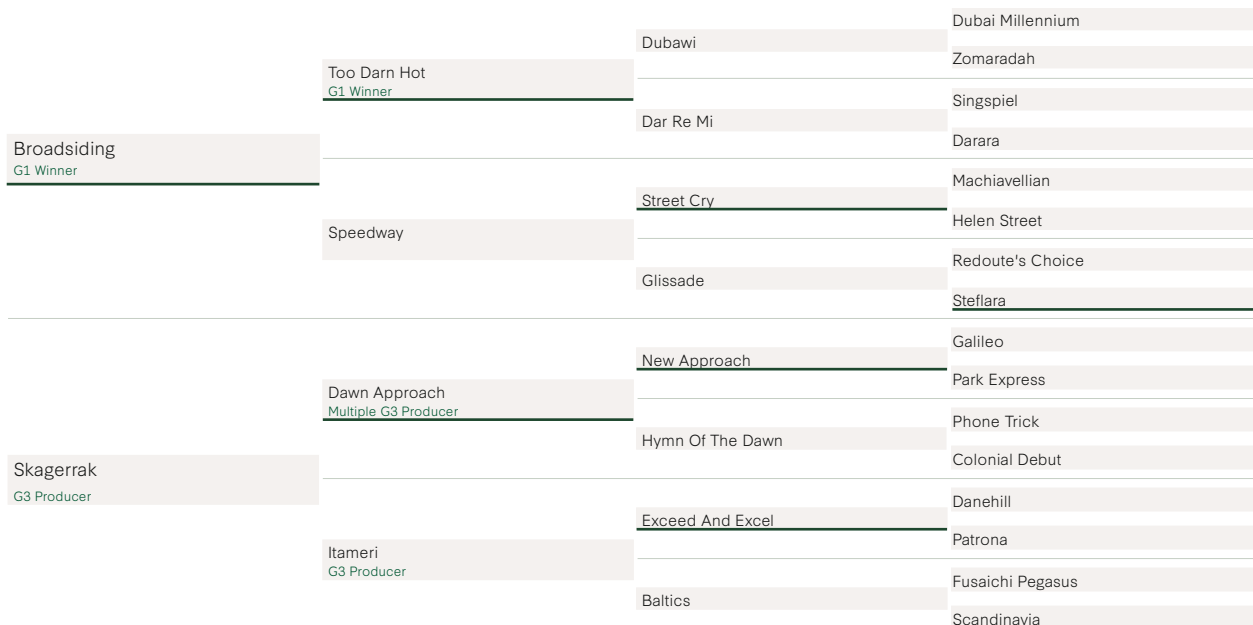 Broadsiding
G1 Winner
Skagerrak
G3 Producer
Too Darn Hot
G1 Winner
Speedway
Dawn Approach
Multiple G3 Producer
Itameri
G3 Producer
Dubawi
Dar Re Mi
Street Cry
Glissade
New Approach
Hymn Of The Dawn
Exceed And Excel
Baltics
Dubai Millennium
Zomaradah
Singspiel
Darara
Machiavellian
Helen Street
Redoute's Choice
Steflara
Galileo
Park Express
Phone Trick
Colonial Debut
Danehill
Patrona
Fusaichi Pegasus
Scandinavia